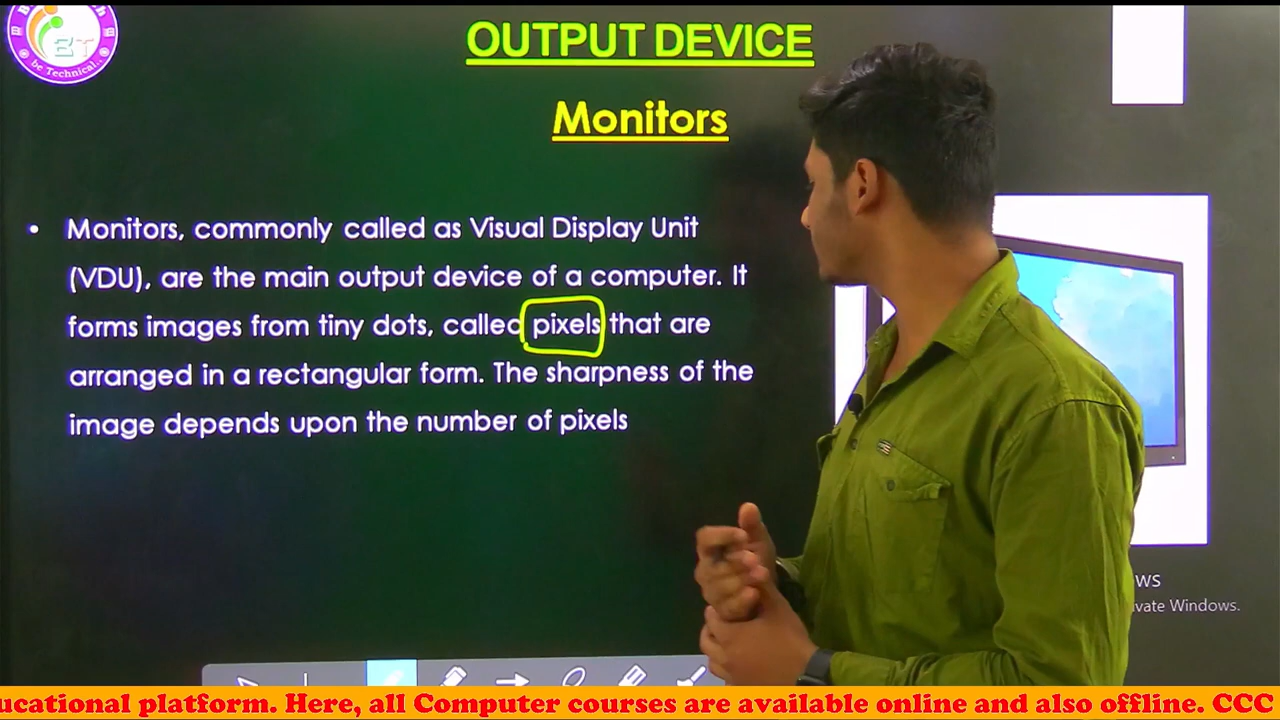 BT
be Technical..
OUTPUT DEVICE
Monitors
• Monitors, commonly called as Visual Display Unit
(VDU), are the main output device of a computer. It
forms images from tiny dots, called pixels that are
arranged in a rectangular form. The sharpness of the
image depends upon the number of pixels
ws
vate Windows.
ucational platform. Here, all Computer courses are available online and also offline. CCC